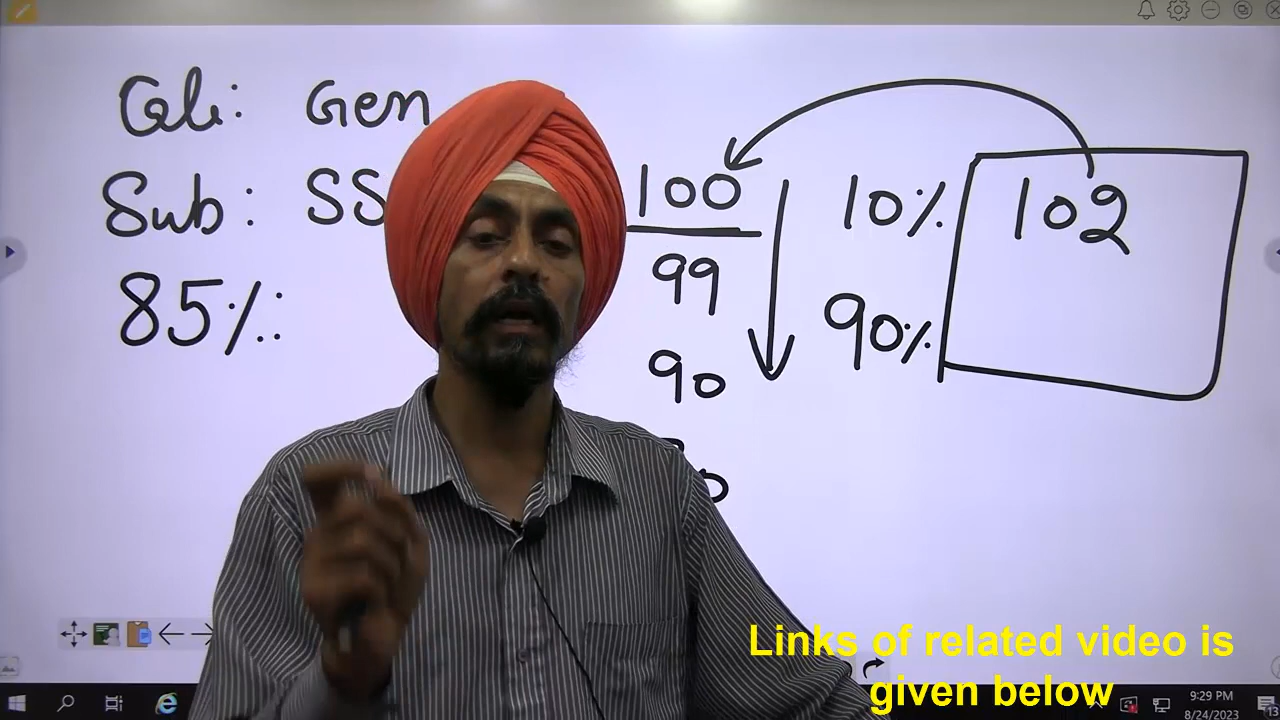 Gen
Sub: SS
85%:
100
99
90
10%
90%
102
Links of related video is
given below
9:29 PM
8/24/2023